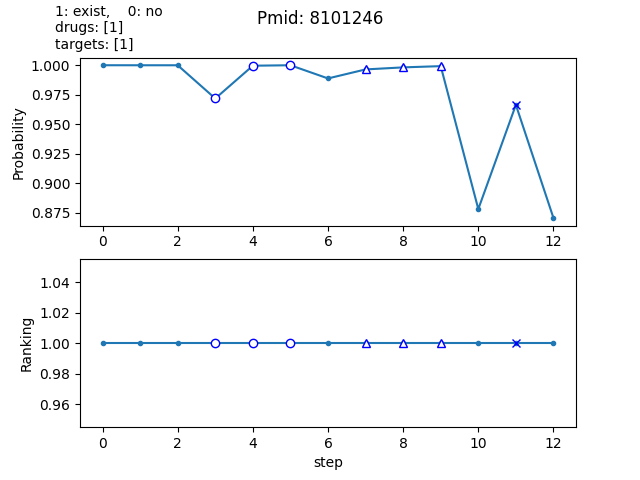 1: exist,    0: no
drugs: [1]
targets: [1]
Pmid: 8101246
Probability
1.000
0.975
0.950
0.925
0.900
0.875
0 2 4 6 8 10 12
Ranking
1.04
1.02
1.00
0.98
0.96
0 2 4 6 8 10 12
step